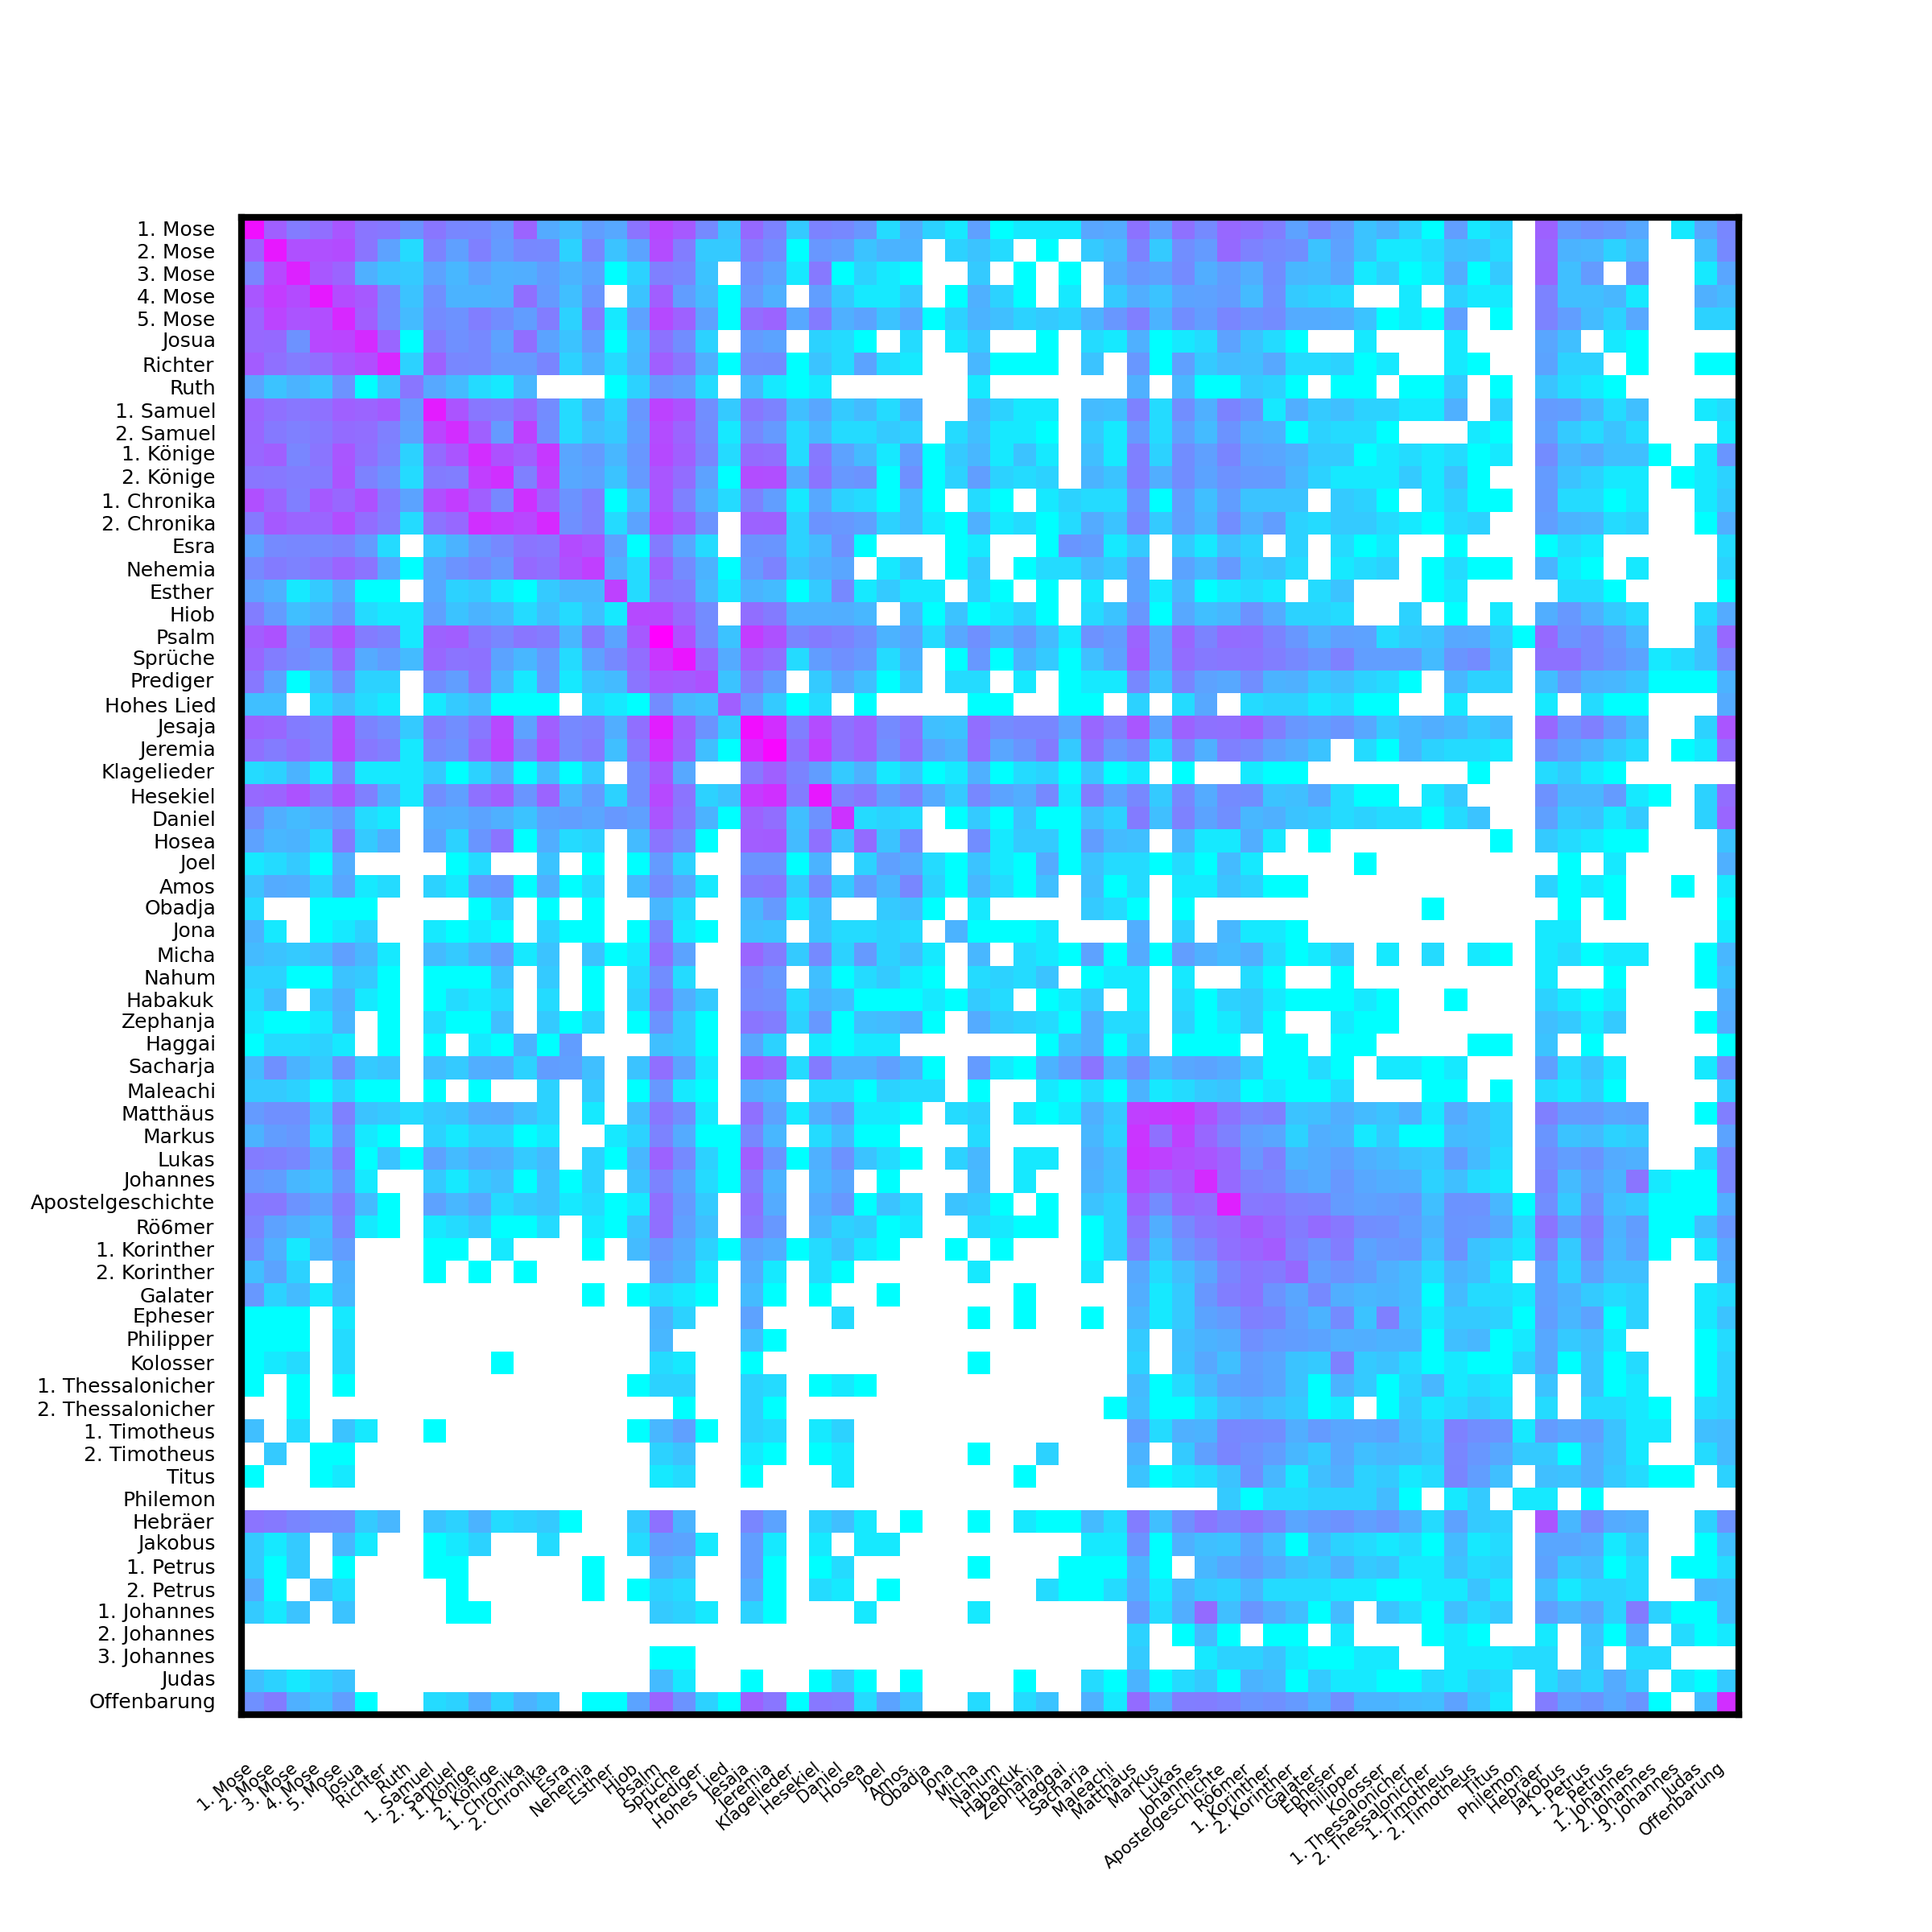 1. Mose
2. Mose
3. Mose
4. Mose
5. Mose
Josua
Richter
Ruth
1. Samuel
2. Samuel
1. Könige
2. Könige
1. Chronika
2. Chronika
Esra
Nehemia
Esther
Hiob
Psalm
Sprüche
Prediger
Hohes Lied
Jesaja
Jeremia
Klagelieder
Hesekiel
Daniel
Hosea
Joel
Amos
Obadja
Jona
Micha
Nahum
Habakuk
Zephanja
Haggai
Sacharja
Maleachi
Matthäus
Markus
Lukas
Johannes
Apostelgeschichte
Rö6mer
1. Korinther
2. Korinther
Galater
Epheser
Philipper
Kolosser
1. Thessalonicher
2. Thessalonicher
1. Timotheus
2. Timotheus
Titus
Philemon
Hebräer
Jakobus
1. Petrus
2. Petrus
1. Johannes
2. Johannes
3. Johannes
Judas
Offenbarung
1. Mose
2. Mose
3. Mose
4. Mose
5. Mose
Josua
Richter
Ruth
1. Samuel
2. Samuel
1. Könige
2. Könige
1. Chronika
2. Chronika
Esra
Nehemia
Esther
Hiob
Psalm
Sprüche
Prediger
Hohes Lied
Jesaja
Jeremia
Klagelieder
Hesekiel
Daniel
Hosea
Joel
Amos
Obadja
Jona
Micha
Nahum
Habakuk
Zephanja
Haggai
Sacharja
Maleachi
Matthäus
Markus
Lukas
Johannes
Apostelgeschichte
Rö6mer
1. Korinther
2. Korinther
Galater
Epheser
Philipper
Kolosser
1. Thessalonicher
2. Thessalonicher
1. Timotheus
2. Timotheus
Titus
Philemon
Hebräer
Jakobus
1. Petrus
2. Petrus
1. Johannes
2. Johannes
3. Johannes
Judas
Offenbarung